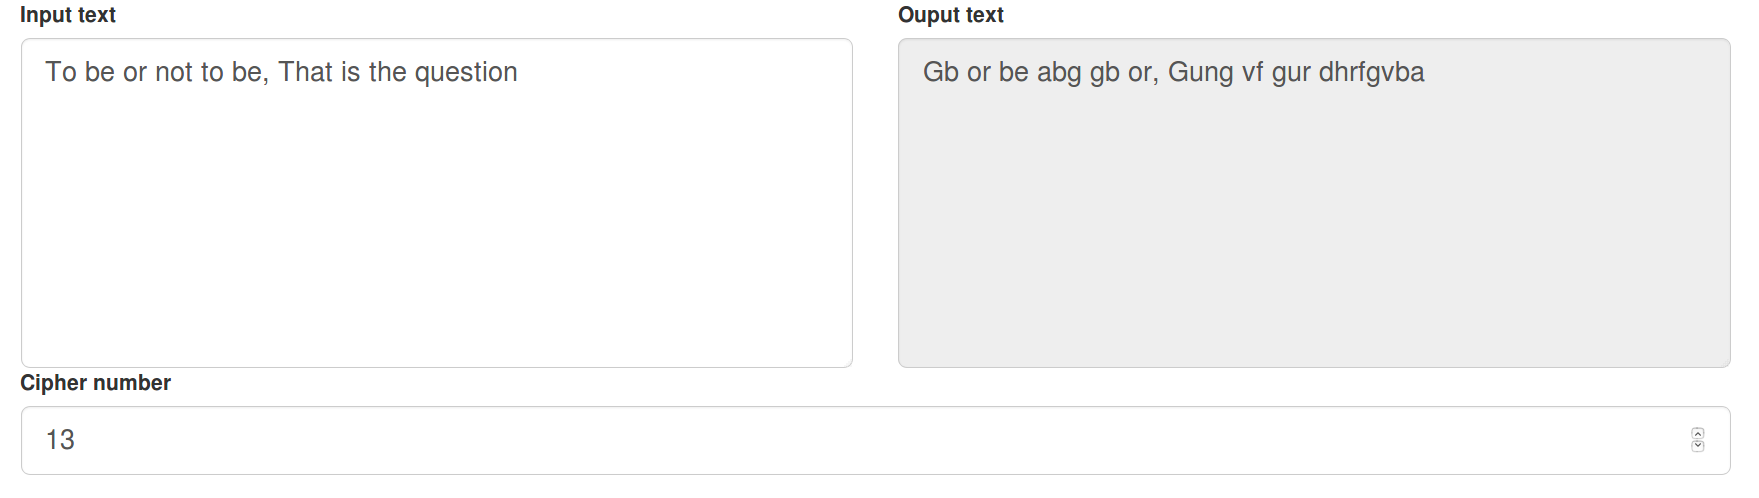 Input text
To be or not to be, That is the question
Ouput text
Gb or be abg gb or, Gung vf gur dhrfgvba
Cipher number
13